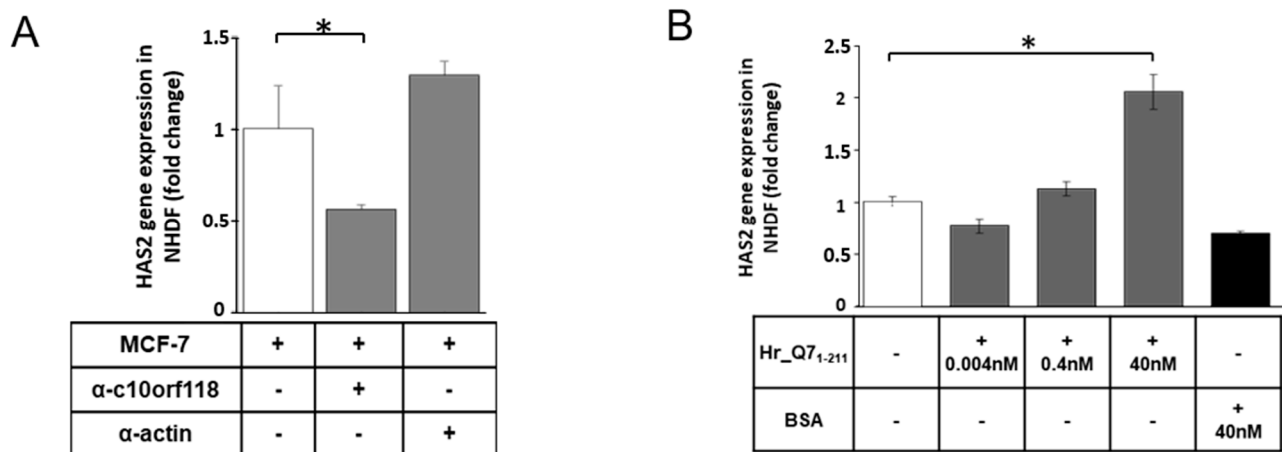 A
*
HAS2 gene expression in
NHDF (fold change)
1.5
1
0.5
0
MCF-7 + + +
α-c10orf118 - + -
α-actin - - +
B
*
HAS2 gene expression in
NHDF (fold change)
2.5
2
1.5
1
0.5
0
Hr_Q7₁₋₂₁₁ - + + + -
0.004nM 0.4nM 40nM
BSA - - - - +
40nM